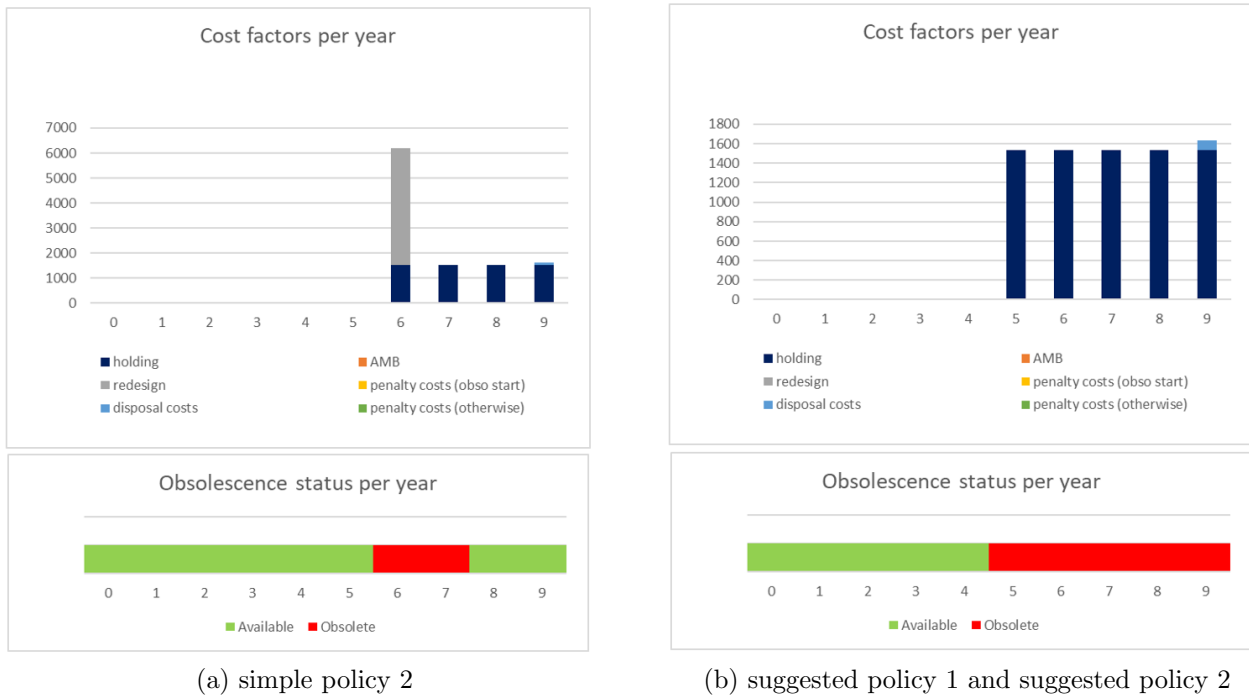 Cost factors per year
7000
6000
5000
4000
3000
2000
1000
0
0 1 2 3 4 5 6 7 8 9
holding AMB
redesign penalty costs (obso start)
disposal costs penalty costs (otherwise)
Obsolescence status per year
0 1 2 3 4 5 6 7 8 9
Available Obsolete
(a) simple policy 2
Cost factors per year
1800
1600
1400
1200
1000
800
600
400
200
0
0 1 2 3 4 5 6 7 8 9
holding AMB
redesign penalty costs (obso start)
disposal costs penalty costs (otherwise)
Obsolescence status per year
0 1 2 3 4 5 6 7 8 9
Available Obsolete
(b) suggested policy 1 and suggested policy 2